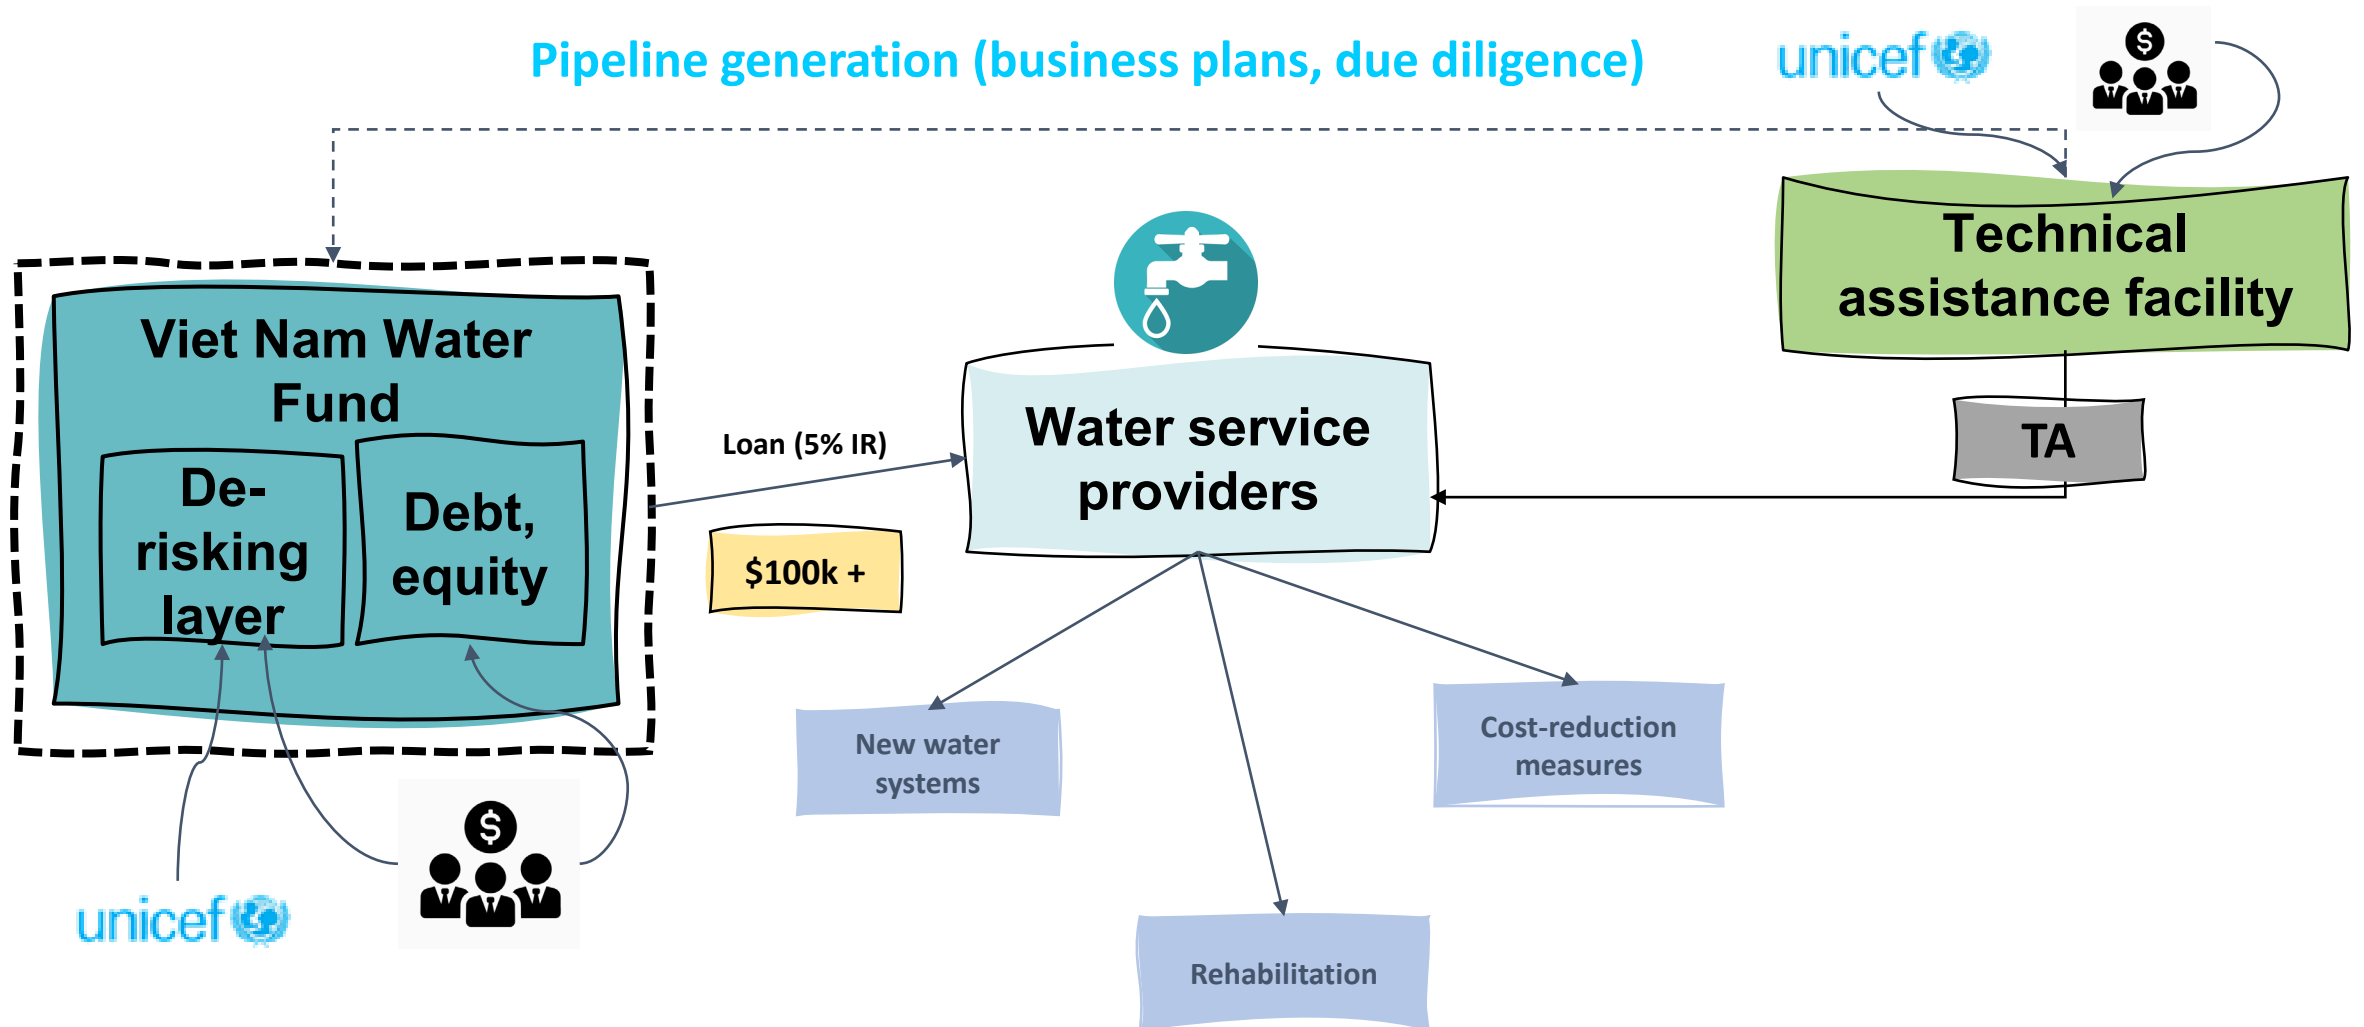 Pipeline generation (business plans, due diligence)
unicef
Technical
assistance facility
TA
Viet Nam Water
Fund
De-
risking
layer
Debt,
equity
Loan (5% IR)
$100k +
Water service
providers
New water
systems
Cost-reduction
measures
Rehabilitation
unicef
$
$